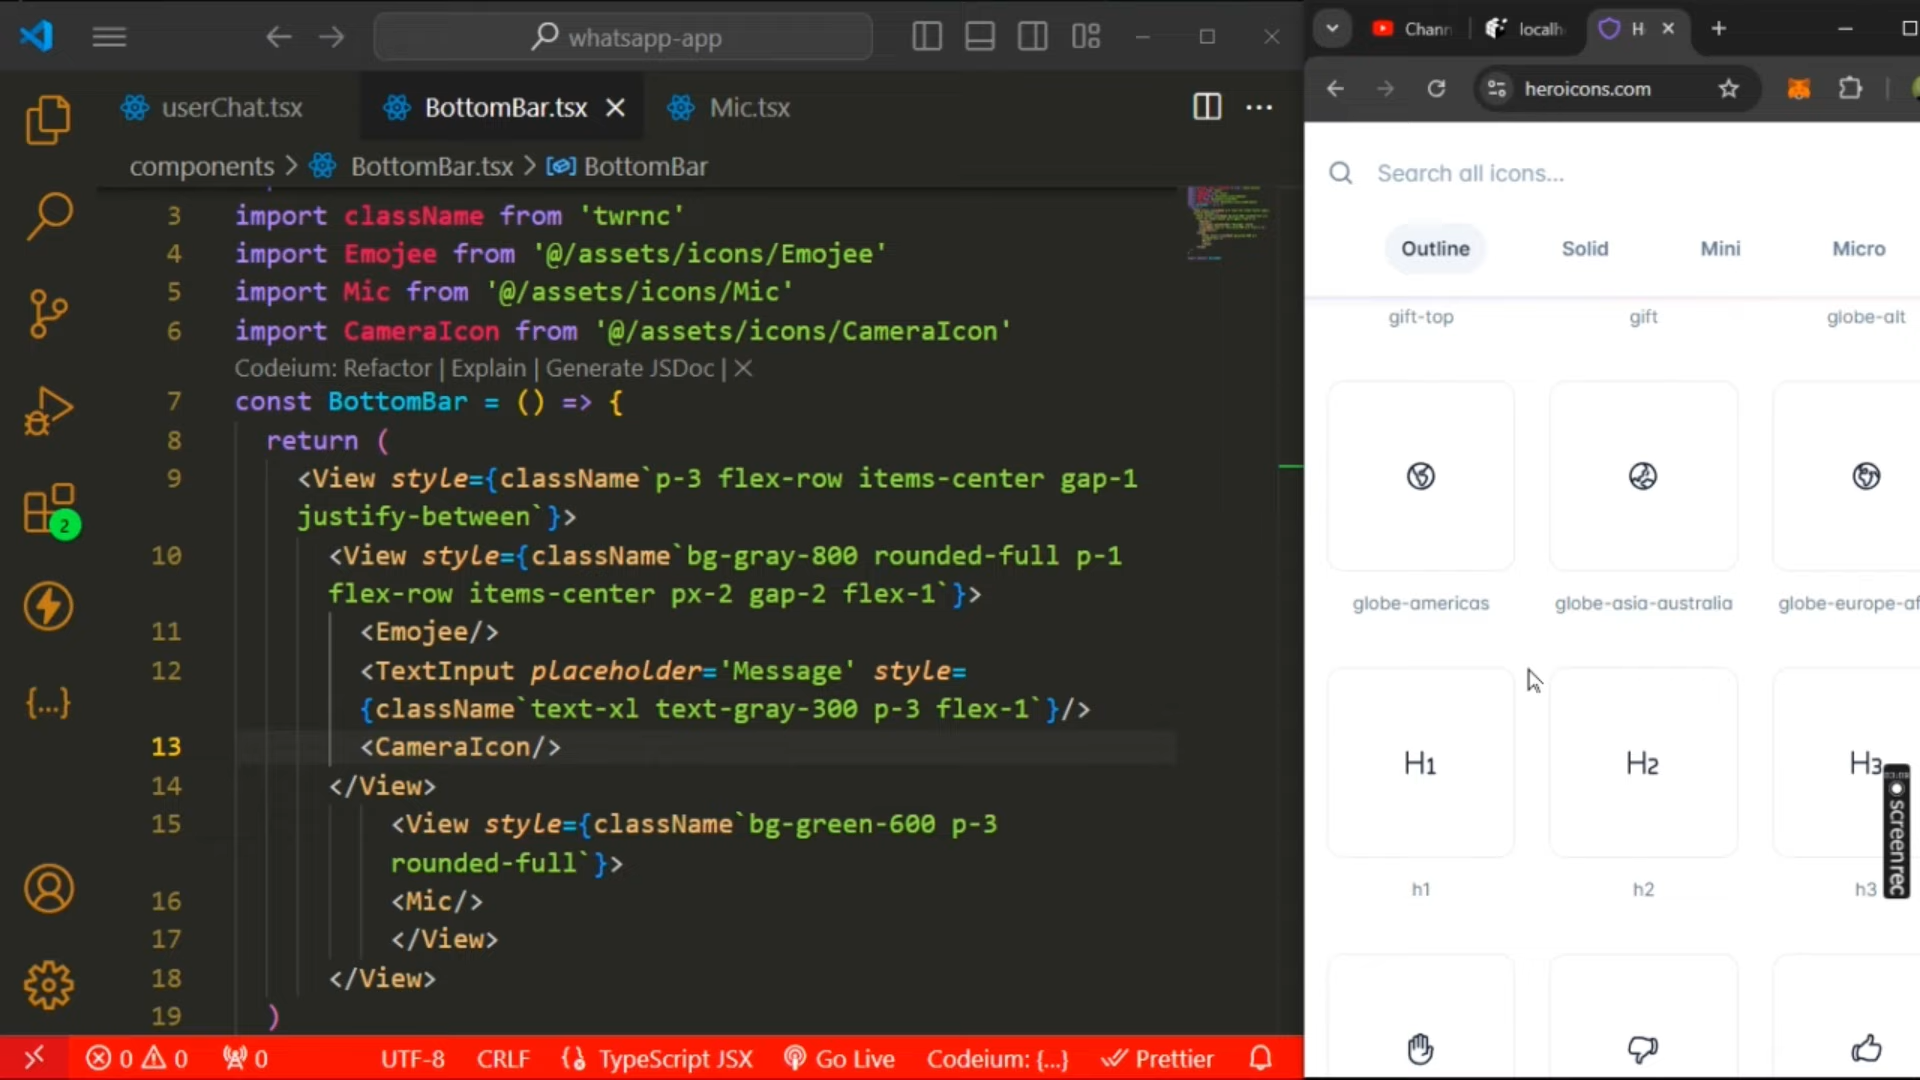 whatsapp-app
userChat.tsx
BottomBar.tsx
Mic.tsx
components > BottomBar.tsx > BottomBar
3 import className from 'twrnc'
4 import Emojee from '@/assets/icons/Emojee'
5 import Mic from '@/assets/icons/Mic'
6 import CameraIcon from '@/assets/icons/CameraIcon'
Codeium: Refactor | Explain | Generate JSDoc | X
7 const BottomBar = () => {
8 return (
9 <View style={className`p-3 flex-row items-center gap-1
justify-between`}>
10 <View style={className`bg-gray-800 rounded-full p-1
flex-row items-center px-2 gap-2 flex-1`}>
11 <Emojee/>
12 <TextInput placeholder='Message' style=
{className`text-xl text-gray-300 p-3 flex-1`}/>
13 <CameraIcon/>
14 </View>
15 <View style={className`bg-green-600 p-3
rounded-full`}>
16 <Mic/>
17 </View>
18 </View>
19 )
2
0 0 0
UTF-8
CRLF
TypeScript JSX
Go Live
Codeium: {...}
Prettier
Chann
localh
H
heroicons.com
Search all icons...
Outline
Solid
Mini
Micro
gift-top
gift
globe-alt
globe-americas
globe-asia-australia
globe-europe-af
H1
H2
H3
h1
h2
h3
screenrec